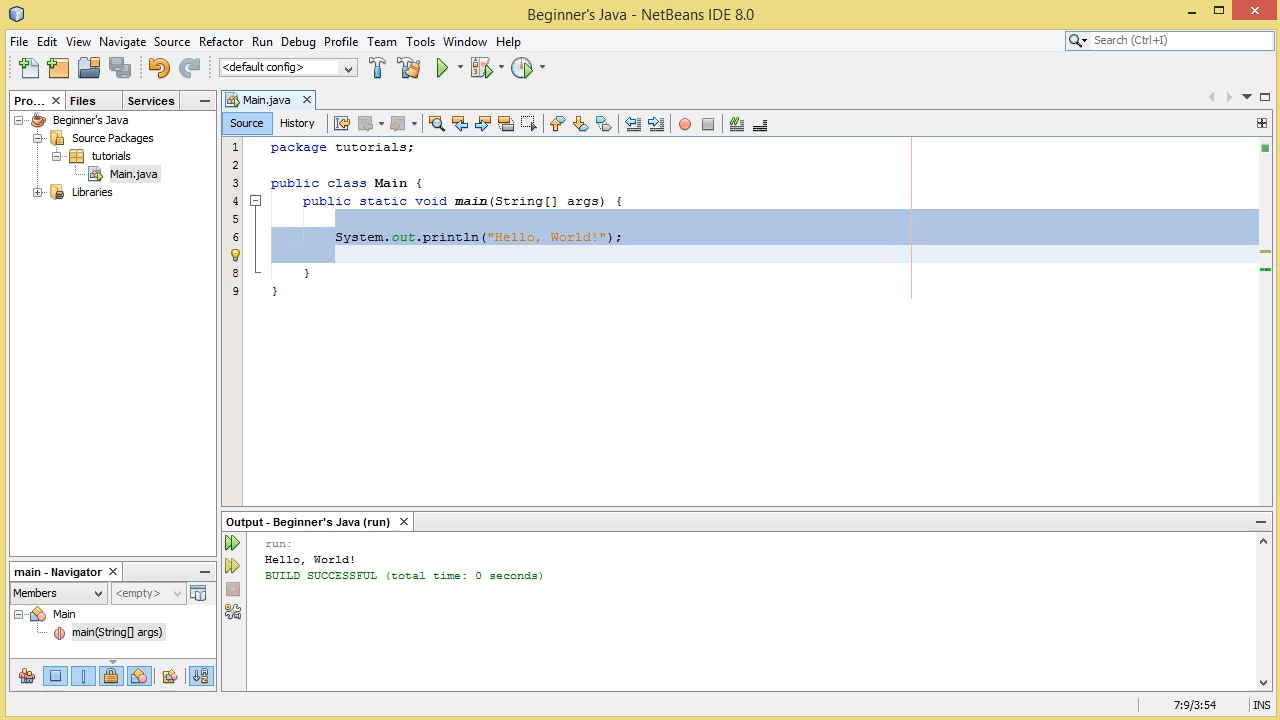 Beginner's Java - NetBeans IDE 8.0
File Edit View Navigate Source Refactor Run Debug Profile Team Tools Window Help
Search (Ctrl+I)
<default config>
Pro... Files Services
Beginner's Java
Source Packages
tutorials
Main.java
Libraries
Main.java
Source History
1 package tutorials;
2
3 public class Main {
4 public static void main(String[] args) {
5
6 System.out.println("Hello, World!");
8 }
9 }
Output - Beginner's Java (run)
run:
Hello, World!
BUILD SUCCESSFUL (total time: 0 seconds)
main - Navigator
Members <empty>
Main
main(String[] args)
7:9/3:54 INS